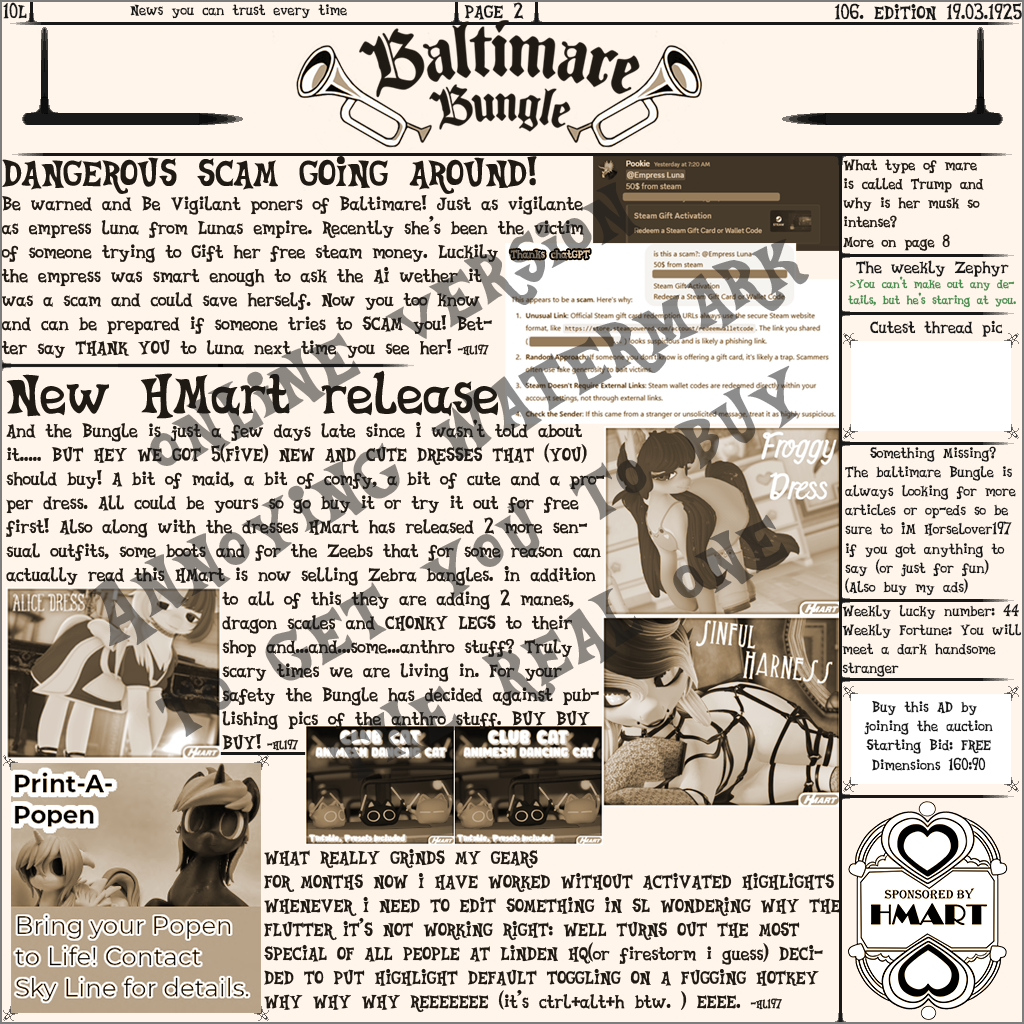 10L
News you can trust every time
PAGE 2
106. EDiTiON 19.03.1925
Baltimare
Bungle
DANGEROUS SCAM GOiNG AROUND!
Be warned and Be Vigilant poners of Baltimare! Just as vigilante
as empress luna from Lunas empire. Recently she's been the victim
of someone trying to Gift her free steam money. Luckily
the empress was smart enough to ask the Ai wether it
was a scam and could save herself. Now you too know
and can be prepared if someone tries to SCAM you! Bet-
ter say THANK YOU to luna next time you see her! -HL197
Pookie Yesterday at 7:20 AM
@Empress Luna
50$ from steam
Steam Gift Activation
Redeem a Steam Gift Card or Wallet Code
Thanks chatGPT
is this a scam?: @Empress Luna
50$ from steam
Steam Gift Activation
Redeem a Steam Gift Card or Wallet Code
This appears to be a scam. Here's why:
1. Unusual Link: Official Steam gift card redemption URLs always use the secure Steam website
format, like https://store.steampowered.com/account/redeemwalletcode. The link you shared
( ) looks suspicious and is likely a phishing link.
2. Random Approach: If someone you don't know is offering a gift card, it's likely a trap. Scammers
often use fake generosity to bait victims.
3. Steam Doesn't Require External Links: Steam wallet codes are redeemed directly within your
account settings, not through external links.
4. Check the Sender: If this came from a stranger or unsolicited message, treat it as highly suspicious.
New HMart release
And the Bungle is just a few days late since i wasn't told about
it..... BUT HEY WE GOT 5(FiVE) NEW AND CUTE DRESSES THAT (YOU)
should buy! A bit of maid, a bit of comfy, a bit of cute and a pro-
per dress. All could be yours so go buy it or try it out for free
first! Also along with the dresses HMart has released 2 more sen-
sual outfits, some boots and for the Zeebs that for some reason can
actually read this HMart is now selling Zebra bangles. in addition
to all of this they are adding 2 manes,
dragon scales and CHONKY LEGS to their
shop and...and...some...anthro stuff? Truly
scary times we are living in. For your
safety the Bungle has decided against pub-
lishing pics of the anthro stuff. BUY BUY
BUY! -HL197
ALICE DRESS
HMART
Froggy
Dress
HMART
SINFUL
HARNESS
HMART
CLUB CAT
ANIMESH DANCING CAT
Tintable, Presets Included
HMART
CLUB CAT
ANIMESH DANCING CAT
Tintable, Presets Included
HMART
Print-A-
Popen
Bring your Popen
to Life! Contact
Sky Line for details.
WHAT REALLY GRiNDS MY GEARS
FOR MONTHS NOW i HAVE WORKED WiTHOUT ACTiVATED HiGHLiGHTS
WHENEVER i NEED TO EDiT SOMETHiNG iN SL WONDERiNG WHY THE
FLUTTER iT'S NOT WORKiNG RiGHT: WELL TURNS OUT THE MOST
SPECiAL OF ALL PEOPLE AT LiNDEN HQ(or firestorm i guess) DECi-
DED TO PUT HiGHLiGHT DEFAULT TOGGLiNG ON A FUGGiNG HOTKEY
WHY WHY WHY REEEEEEE (it's ctrl+alt+h btw. ) EEEE. -HL197
What type of mare
is called Trump and
why is her musk so
intense?
More on page 8
The weekly Zephyr
>You can't make out any de-
tails, but he's staring at you.
Cutest thread pic
Something Missing?
The baltimare Bungle is
always looking for more
articles or op-eds so be
sure to iM Horselover197
if you got anything to
say (or just for fun)
(Also buy my ads)
Weekly lucky number: 44
Weekly Fortune: You will
meet a dark handsome
stranger
Buy this AD by
joining the auction
Starting Bid: FREE
Dimensions 160:90
SPONSORED BY
HMART
ONLiNE VERSiON
ANNOYiNG WATERMARK
TO GET YOU TO BUY
THE REAL ONE